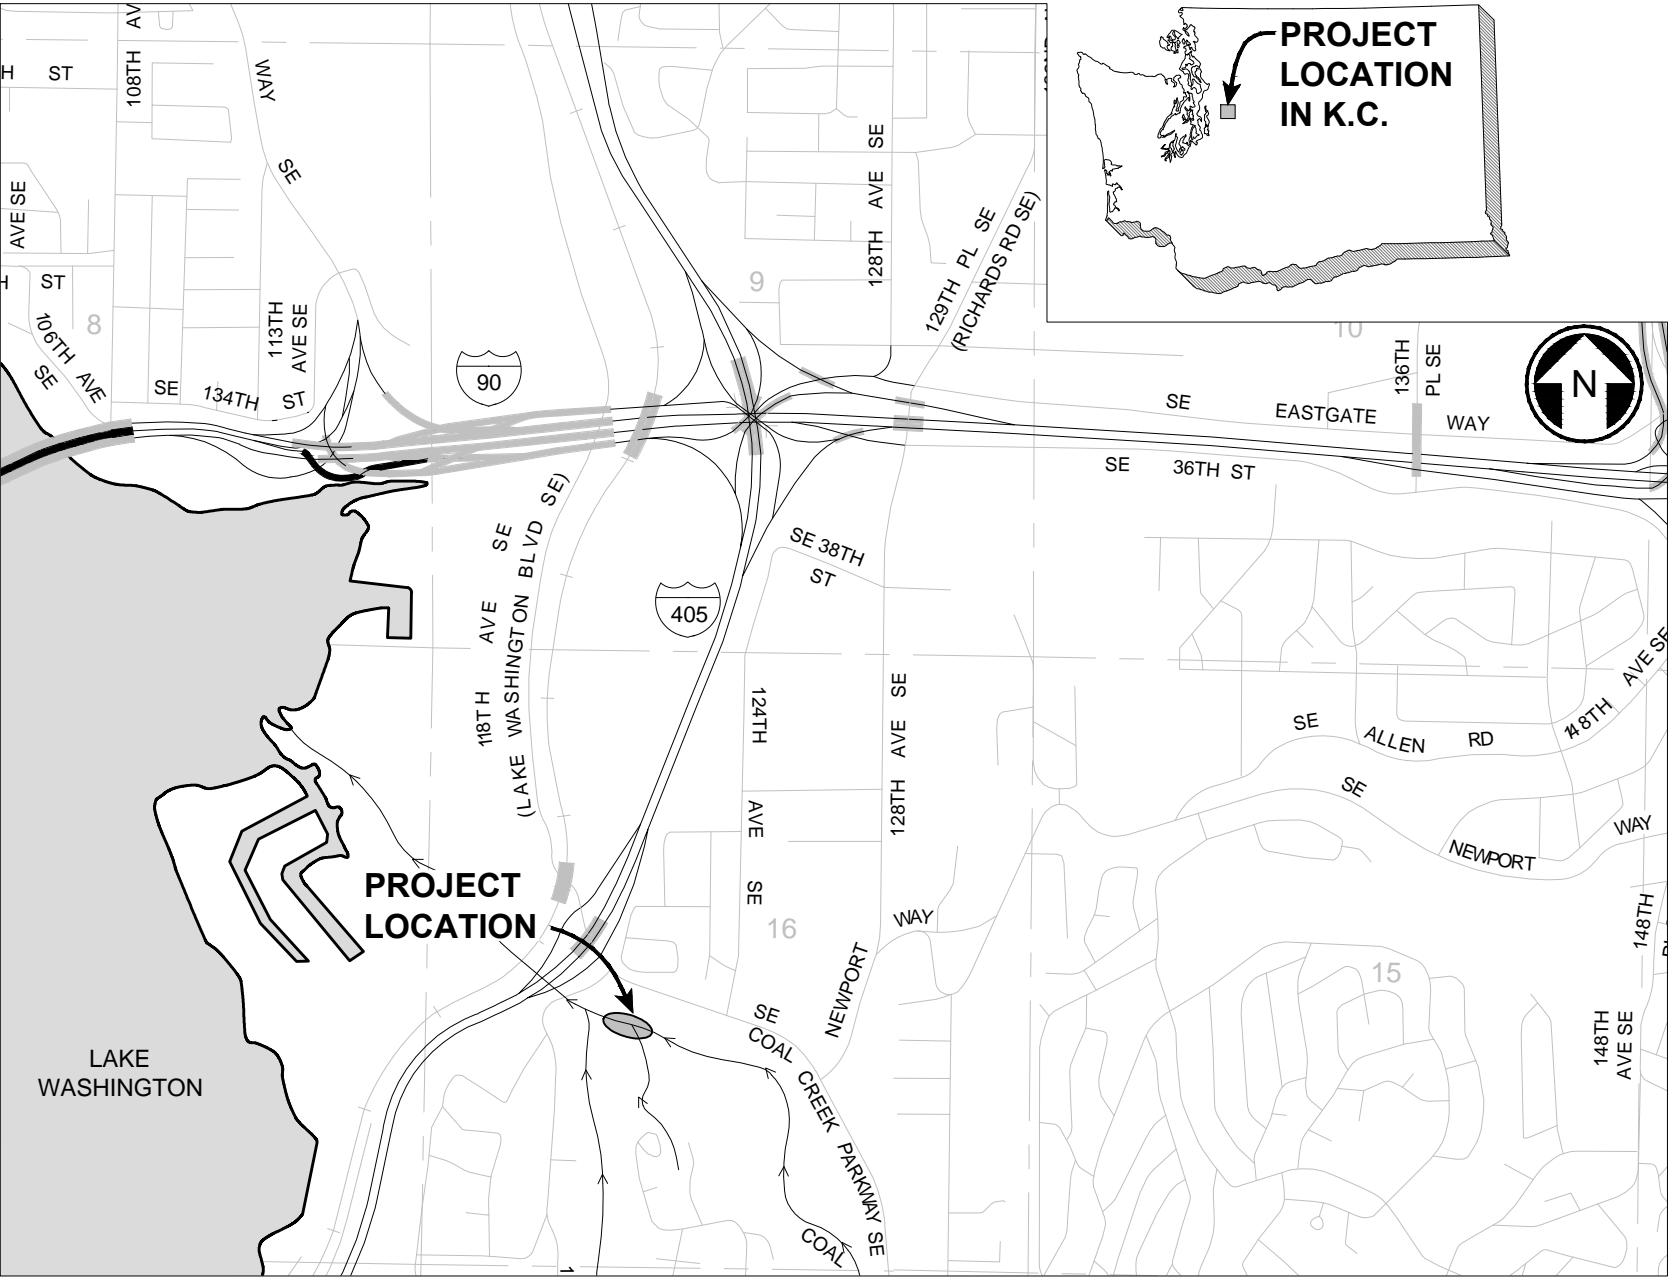 PROJECT
LOCATION
IN K.C.
108TH AV
WAY
SE
H ST
AVE SE
H ST
8
106TH AVE
SE
113TH
AVE SE
SE 134TH ST
90
9
128TH AVE SE
129TH PL SE
(RICHARDS RD SE)
10
136TH
PL SE
N
SE EASTGATE WAY
SE 36TH ST
118TH AVE SE
(LAKE WASHINGTON BLVD SE)
SE 38TH
ST
405
124TH AVE SE
128TH AVE SE
SE ALLEN RD
148TH AVE SE
SE NEWPORT WAY
PROJECT
LOCATION
16
NEWPORT WAY
15
148TH
148TH
AVE SE
SE
COAL CREEK PARKWAY SE
LAKE
WASHINGTON
COAL